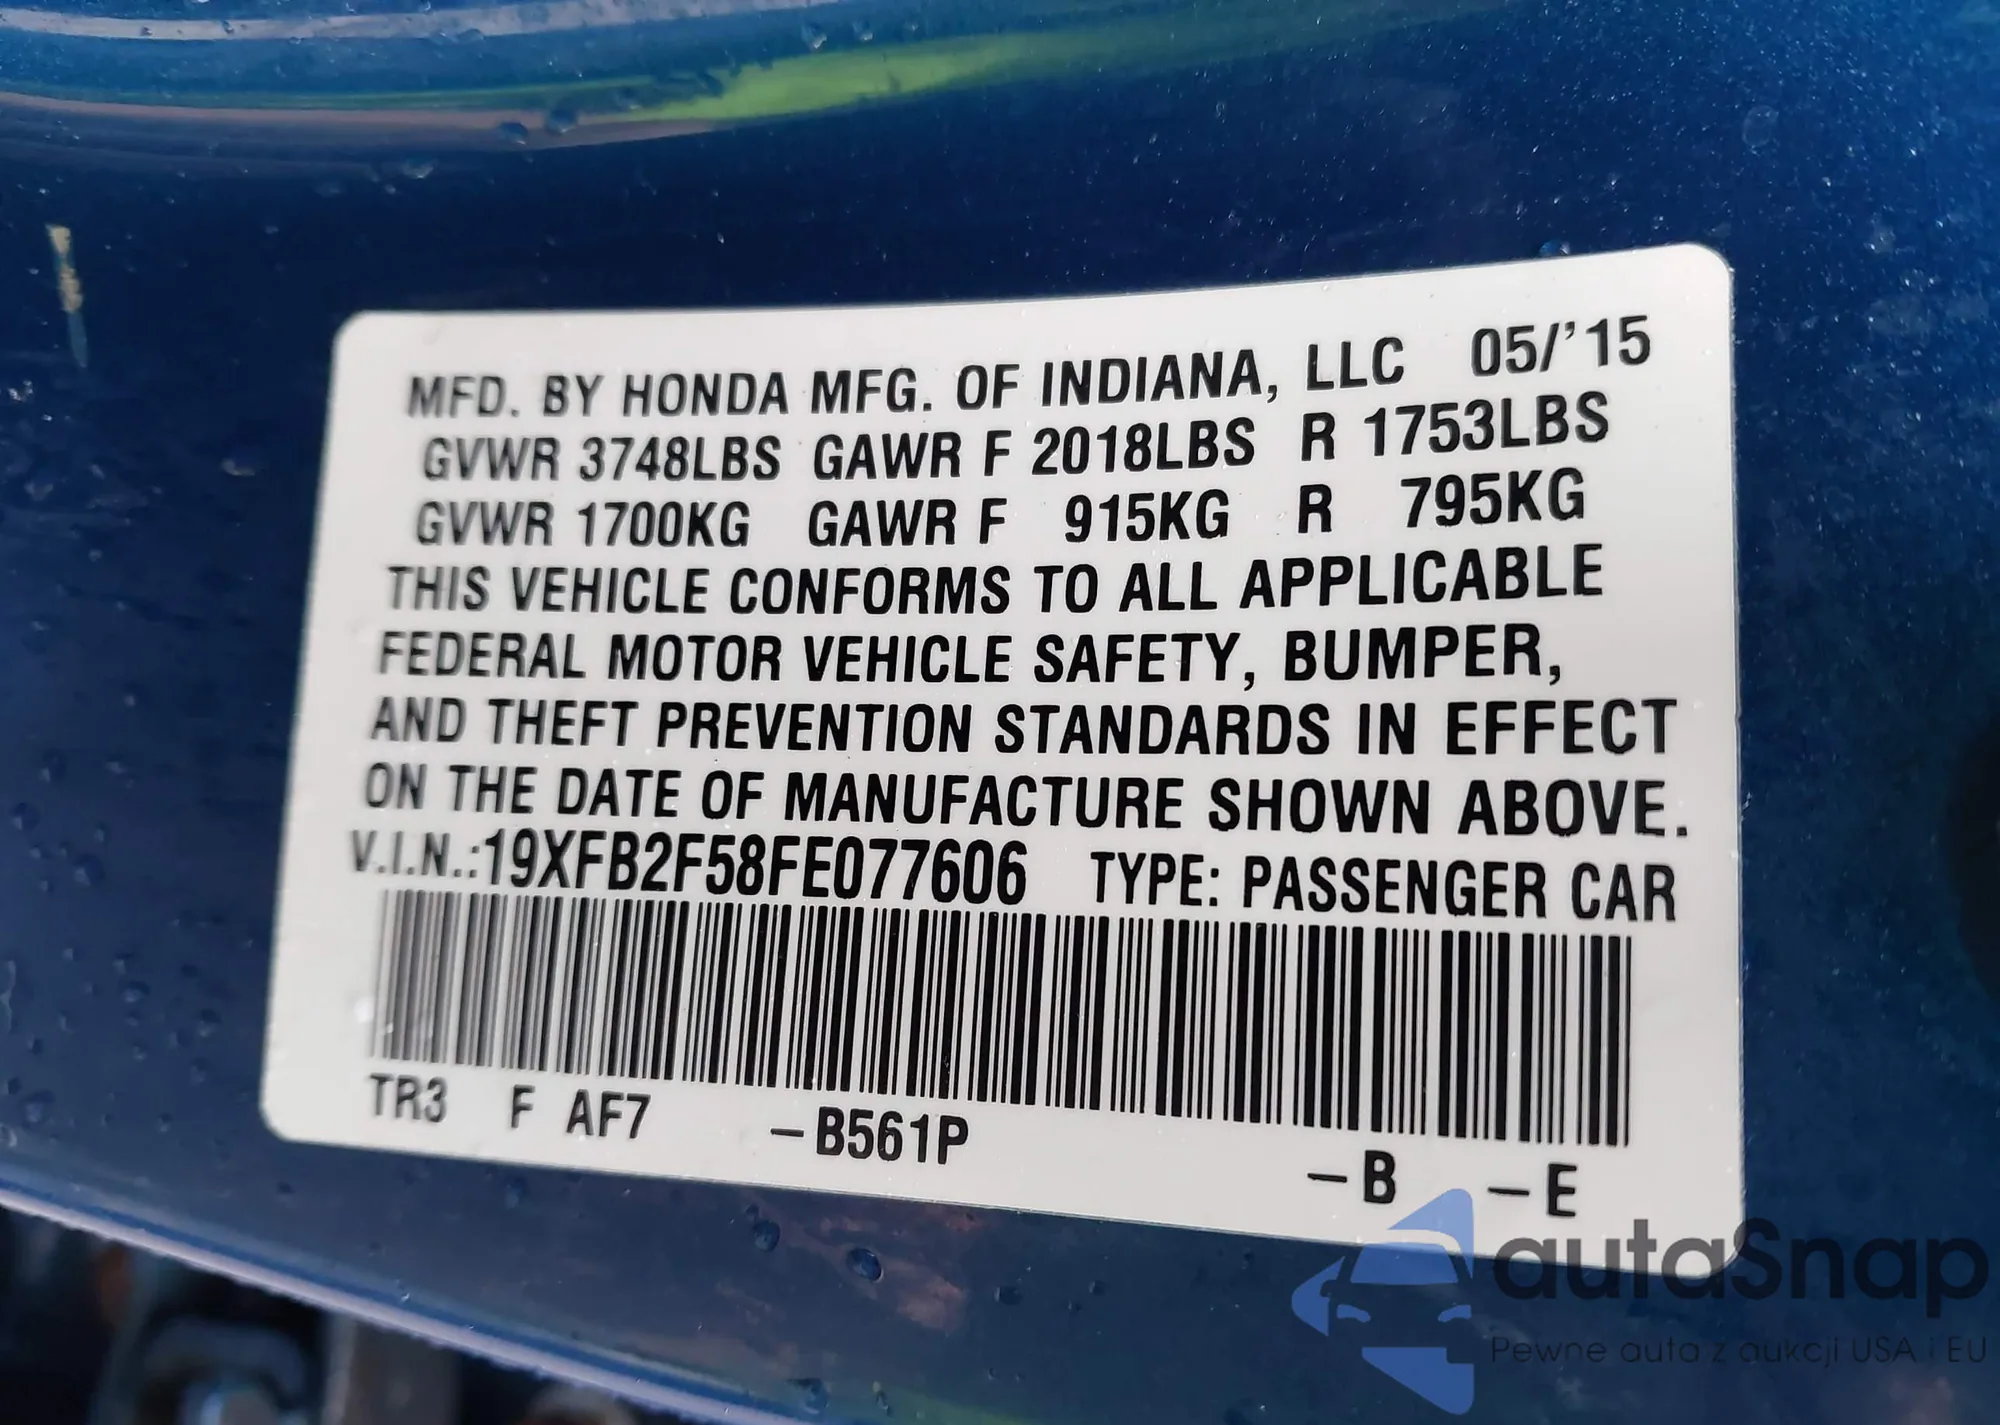 MFD. BY HONDA MFG. OF INDIANA, LLC 05/'15
GVWR 3748LBS GAWR F 2018LBS R 1753LBS
GVWR 1700KG GAWR F 915KG R 795KG
THIS VEHICLE CONFORMS TO ALL APPLICABLE
FEDERAL MOTOR VEHICLE SAFETY, BUMPER,
AND THEFT PREVENTION STANDARDS IN EFFECT
ON THE DATE OF MANUFACTURE SHOWN ABOVE.
V.I.N.:19XFB2F58FE077606 TYPE: PASSENGER CAR
TR3 F AF7 –B561P –B –E
autaSnap
Pewne auta z aukcji USA i EU